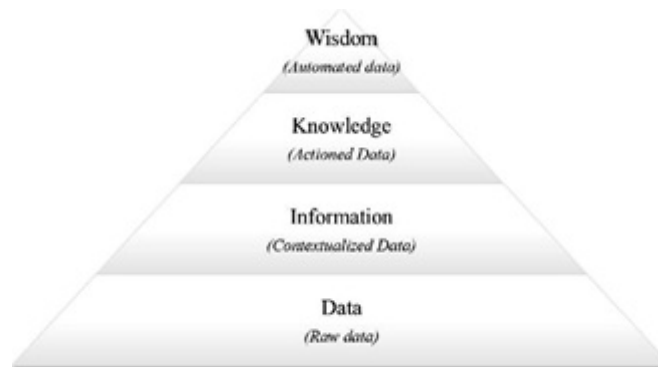 Wisdom
(Automated data)
Knowledge
(Actioned Data)
Information
(Contextualized Data)
Data
(Raw data)